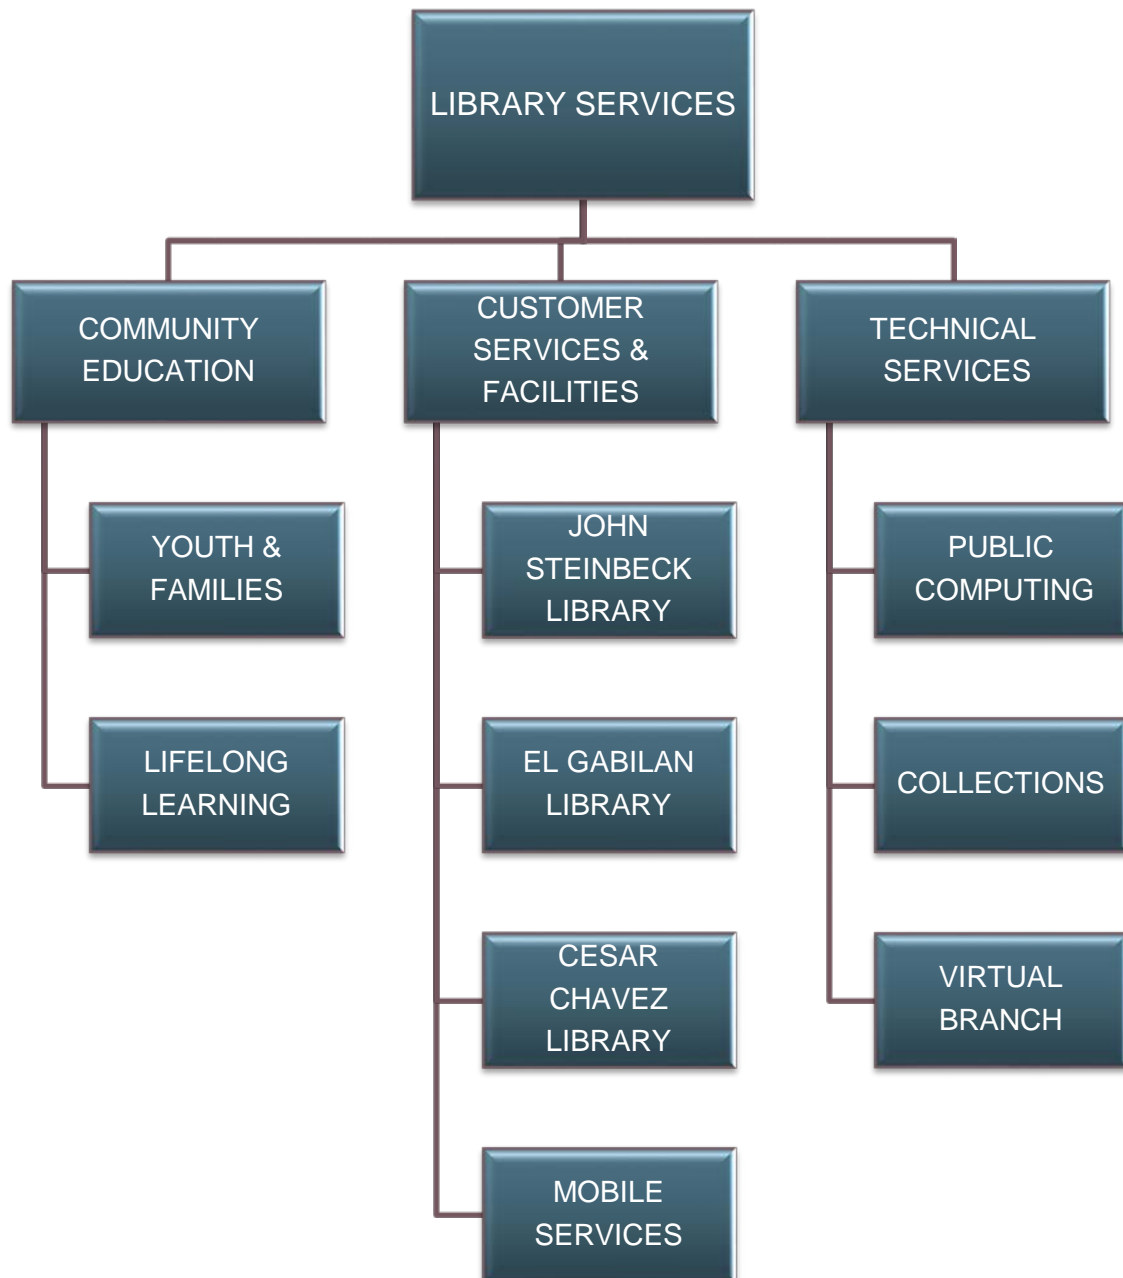 LIBRARY SERVICES
COMMUNITY
EDUCATION
CUSTOMER
SERVICES &
FACILITIES
TECHNICAL
SERVICES
YOUTH &
FAMILIES
LIFELONG
LEARNING
JOHN
STEINBECK
LIBRARY
EL GABILAN
LIBRARY
CESAR
CHAVEZ
LIBRARY
MOBILE
SERVICES
PUBLIC
COMPUTING
COLLECTIONS
VIRTUAL
BRANCH